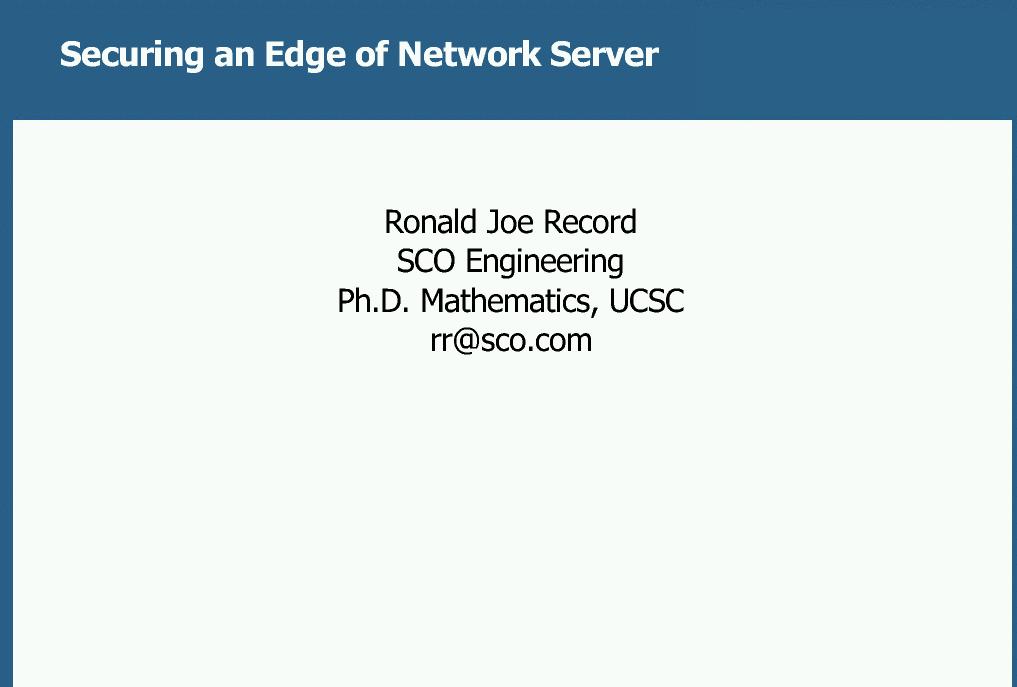 Securing an Edge of Network Server
Ronald Joe Record
SCO Engineering
Ph.D. Mathematics, UCSC
rr@sco.com